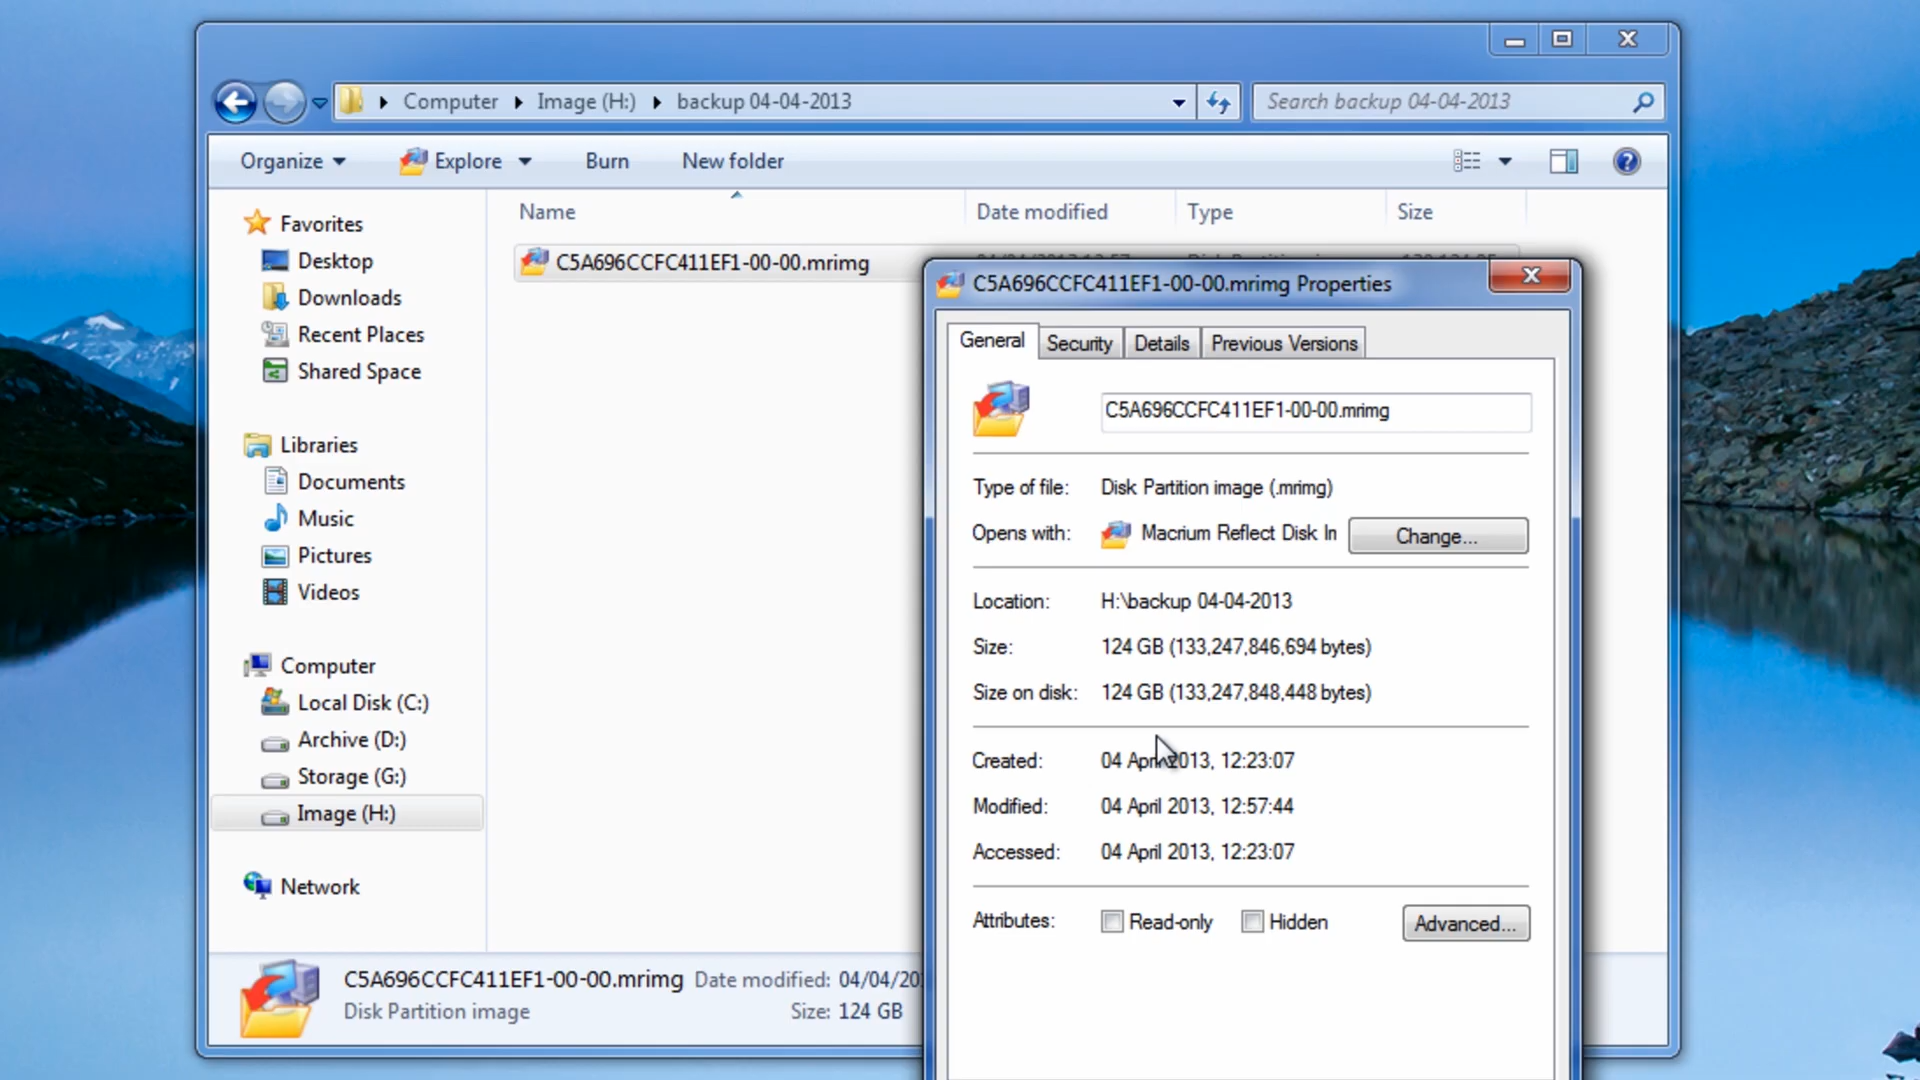 Computer Image (H:) backup 04-04-2013
Search backup 04-04-2013
Organize Explore Burn New folder
Name Date modified Type Size
C5A696CCFC411EF1-00-00.mrimg
Favorites
Desktop
Downloads
Recent Places
Shared Space
Libraries
Documents
Music
Pictures
Videos
Computer
Local Disk (C:)
Archive (D:)
Storage (G:)
Image (H:)
Network
C5A696CCFC411EF1-00-00.mrimg Properties
General Security Details Previous Versions
C5A696CCFC411EF1-00-00.mrimg
Type of file: Disk Partition image (.mrimg)
Opens with: Macrium Reflect Disk In Change...
Location: H:\backup 04-04-2013
Size: 124 GB (133,247,846,694 bytes)
Size on disk: 124 GB (133,247,848,448 bytes)
Created: 04 April 2013, 12:23:07
Modified: 04 April 2013, 12:57:44
Accessed: 04 April 2013, 12:23:07
Attributes: Read-only Hidden Advanced...
C5A696CCFC411EF1-00-00.mrimg Date modified: 04/04/20
Disk Partition image Size: 124 GB